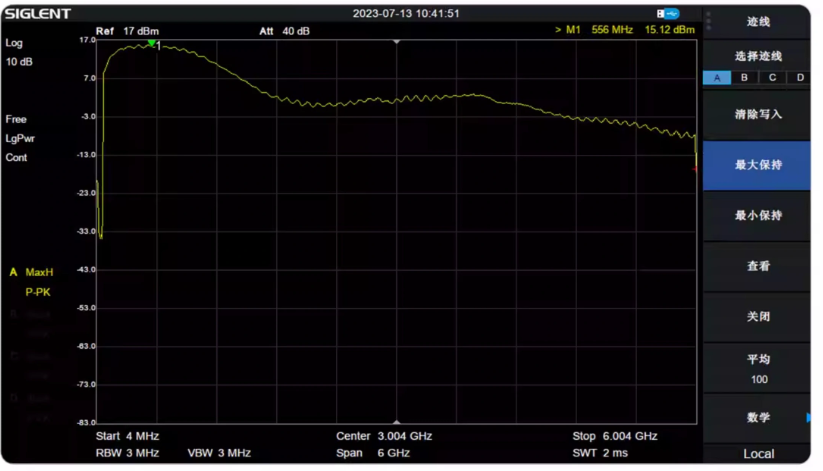 SIGLENT
2023-07-13 10:41:51
Log
10 dB
Ref 17 dBm
Att 40 dB
> M1 556 MHz 15.12 dBm
1
17.0
7.0
-3.0
-13.0
-23.0
-33.0
-43.0
-53.0
-63.0
-73.0
-83.0
Free
LgPwr
Cont
A MaxH
P-PK
Start 4 MHz
Center 3.004 GHz
Stop 6.004 GHz
RBW 3 MHz
VBW 3 MHz
Span 6 GHz
SWT 2 ms
迹线
选择迹线
A B C D
清除写入
最大保持
最小保持
查看
关闭
平均
100
数学
Local